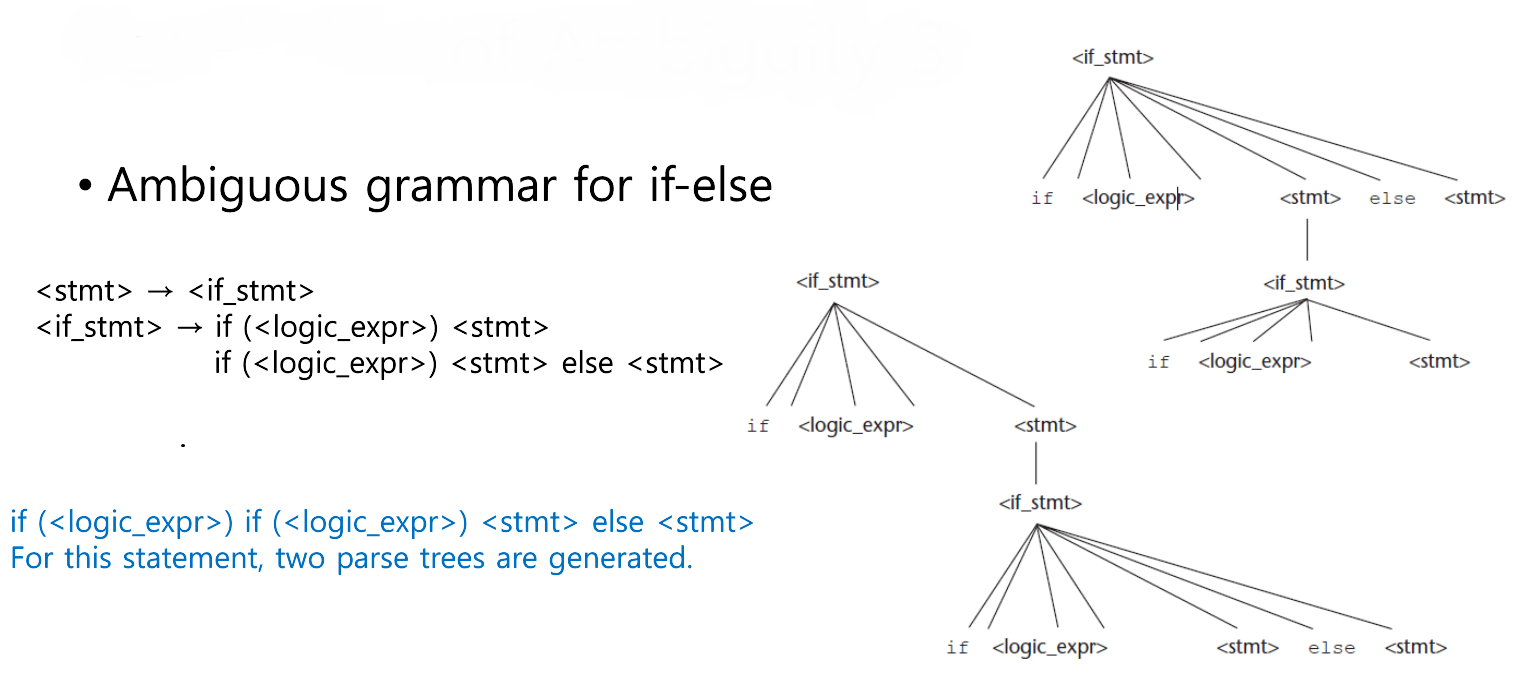 • Ambiguous grammar for if-else
<stmt> → <if_stmt>
<if_stmt> → if (<logic_expr>) <stmt>
if (<logic_expr>) <stmt> else <stmt>
.
if (<logic_expr>) if (<logic_expr>) <stmt> else <stmt>
For this statement, two parse trees are generated.
<if_stmt>
if <logic_expr> <stmt> else <stmt>
<if_stmt>
if <logic_expr> <stmt>
<if_stmt>
if <logic_expr> <stmt>
<if_stmt>
if <logic_expr> <stmt> else <stmt>